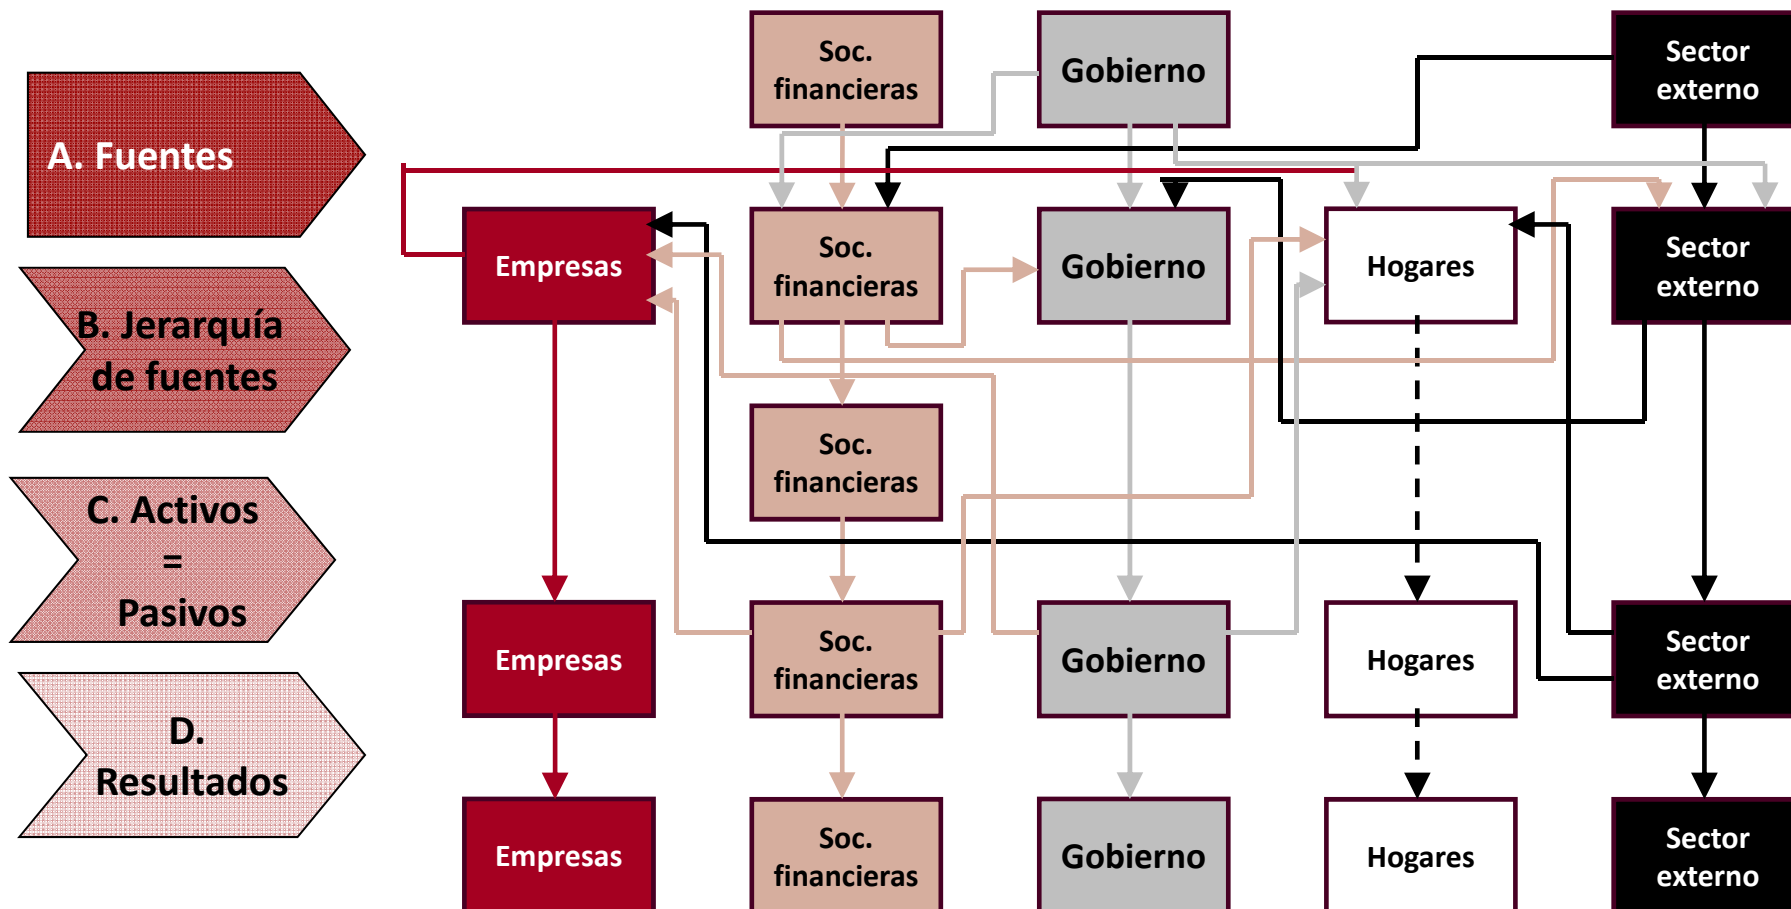 Soc.
financieras
Gobierno
Sector
externo
A. Fuentes
Empresas
Soc.
financieras
Gobierno
Hogares
Sector
externo
B. Jerarquía
de fuentes
Soc.
financieras
C. Activos
=
Pasivos
Empresas
Soc.
financieras
Gobierno
Hogares
Sector
externo
D.
Resultados
Empresas
Soc.
financieras
Gobierno
Hogares
Sector
externo